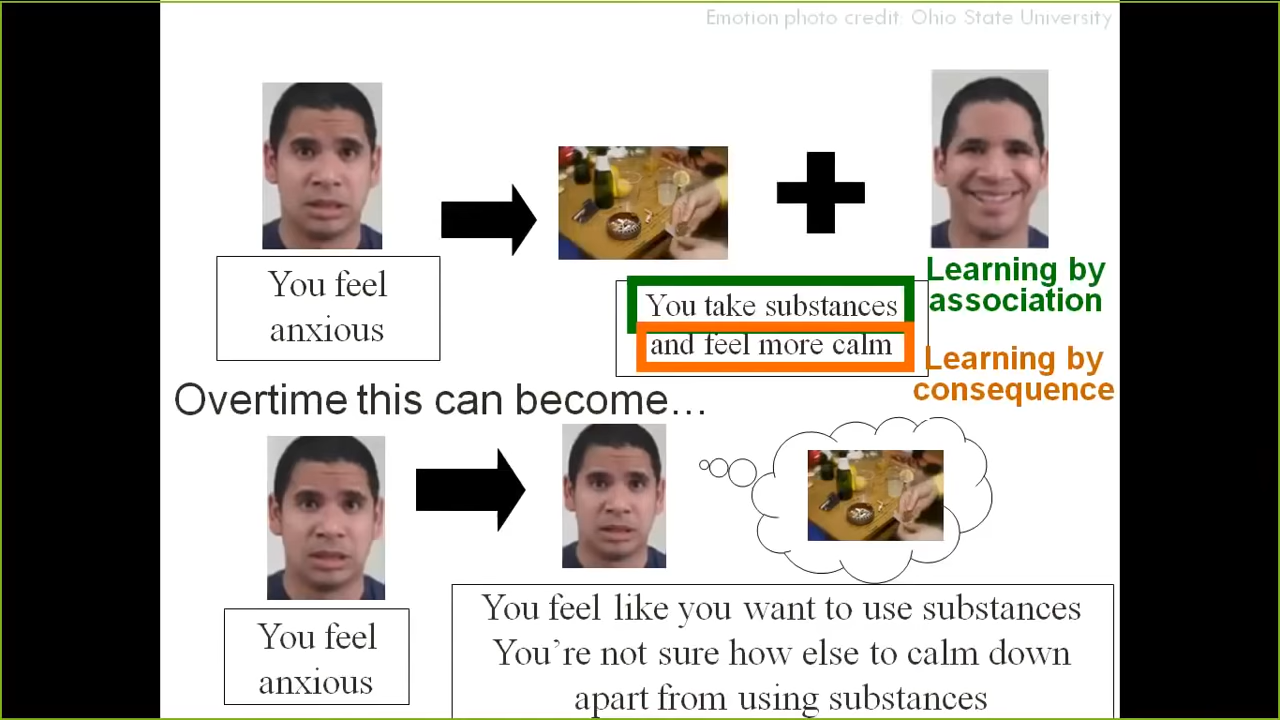 Emotion photo credit: Ohio State University
You feel
anxious
You take substances
and feel more calm
Learning by
association
Learning by
consequence
Overtime this can become…
You feel
anxious
You feel like you want to use substances
You’re not sure how else to calm down
apart from using substances